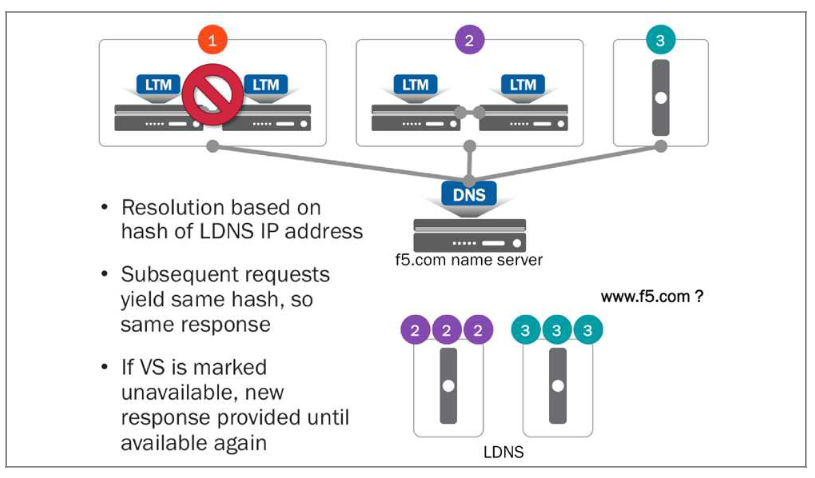 1
2
3
LTM
LTM
LTM
LTM
DNS
f5.com name server
• Resolution based on
hash of LDNS IP address
• Subsequent requests
yield same hash, so
same response
• If VS is marked
unavailable, new
response provided until
available again
www.f5.com ?
2 2 2
3 3 3
LDNS